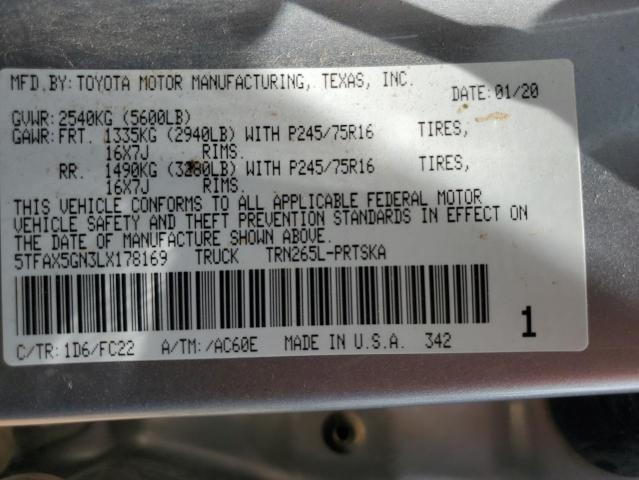 MFD.BY:TOYOTA MOTOR MANUFACTURING, TEXAS, INC.
DATE:01/20
GVWR:2540KG (5600LB)
GAWR:FRT. 1335KG (2940LB) WITH P245/75R16 TIRES,
16X7J RIMS.
RR. 1490KG (3280LB) WITH P245/75R16 TIRES,
16X7J RIMS.
THIS VEHICLE CONFORMS TO ALL APPLICABLE FEDERAL MOTOR
VEHICLE SAFETY AND THEFT PREVENTION STANDARDS IN EFFECT ON
THE DATE OF MANUFACTURE SHOWN ABOVE.
5TFAX5GN3LX178169 TRUCK TRN265L-PRTSKA
1
C/TR:1D6/FC22 A/TM:/AC60E MADE IN U.S.A. 342